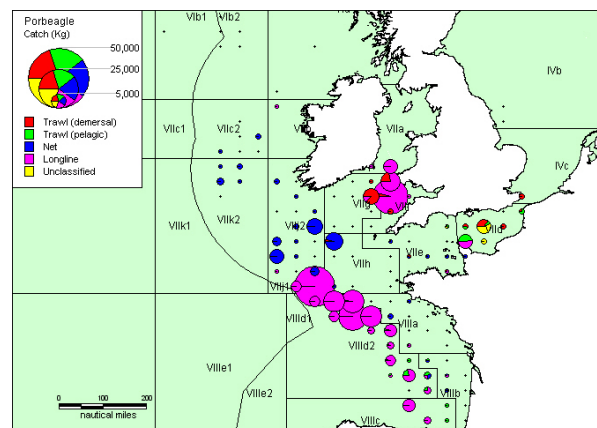 Porbeagle
Catch (Kg)
50,000
25,000
5,000
Trawl (demersal)
Trawl (pelagic)
Net
Longline
Unclassified
VIb1
VIb2
IVb
VIIc1
VIIc2
VIIa
IVc
VIIk1
VIIk2
VIIg
VIId
VIIe
VIIh
VIIj1
VIIId1
VIIIa
VIIId2
VIIIe1
VIIIe2
VIIIb
VIIIc
0
100
200
nautical miles